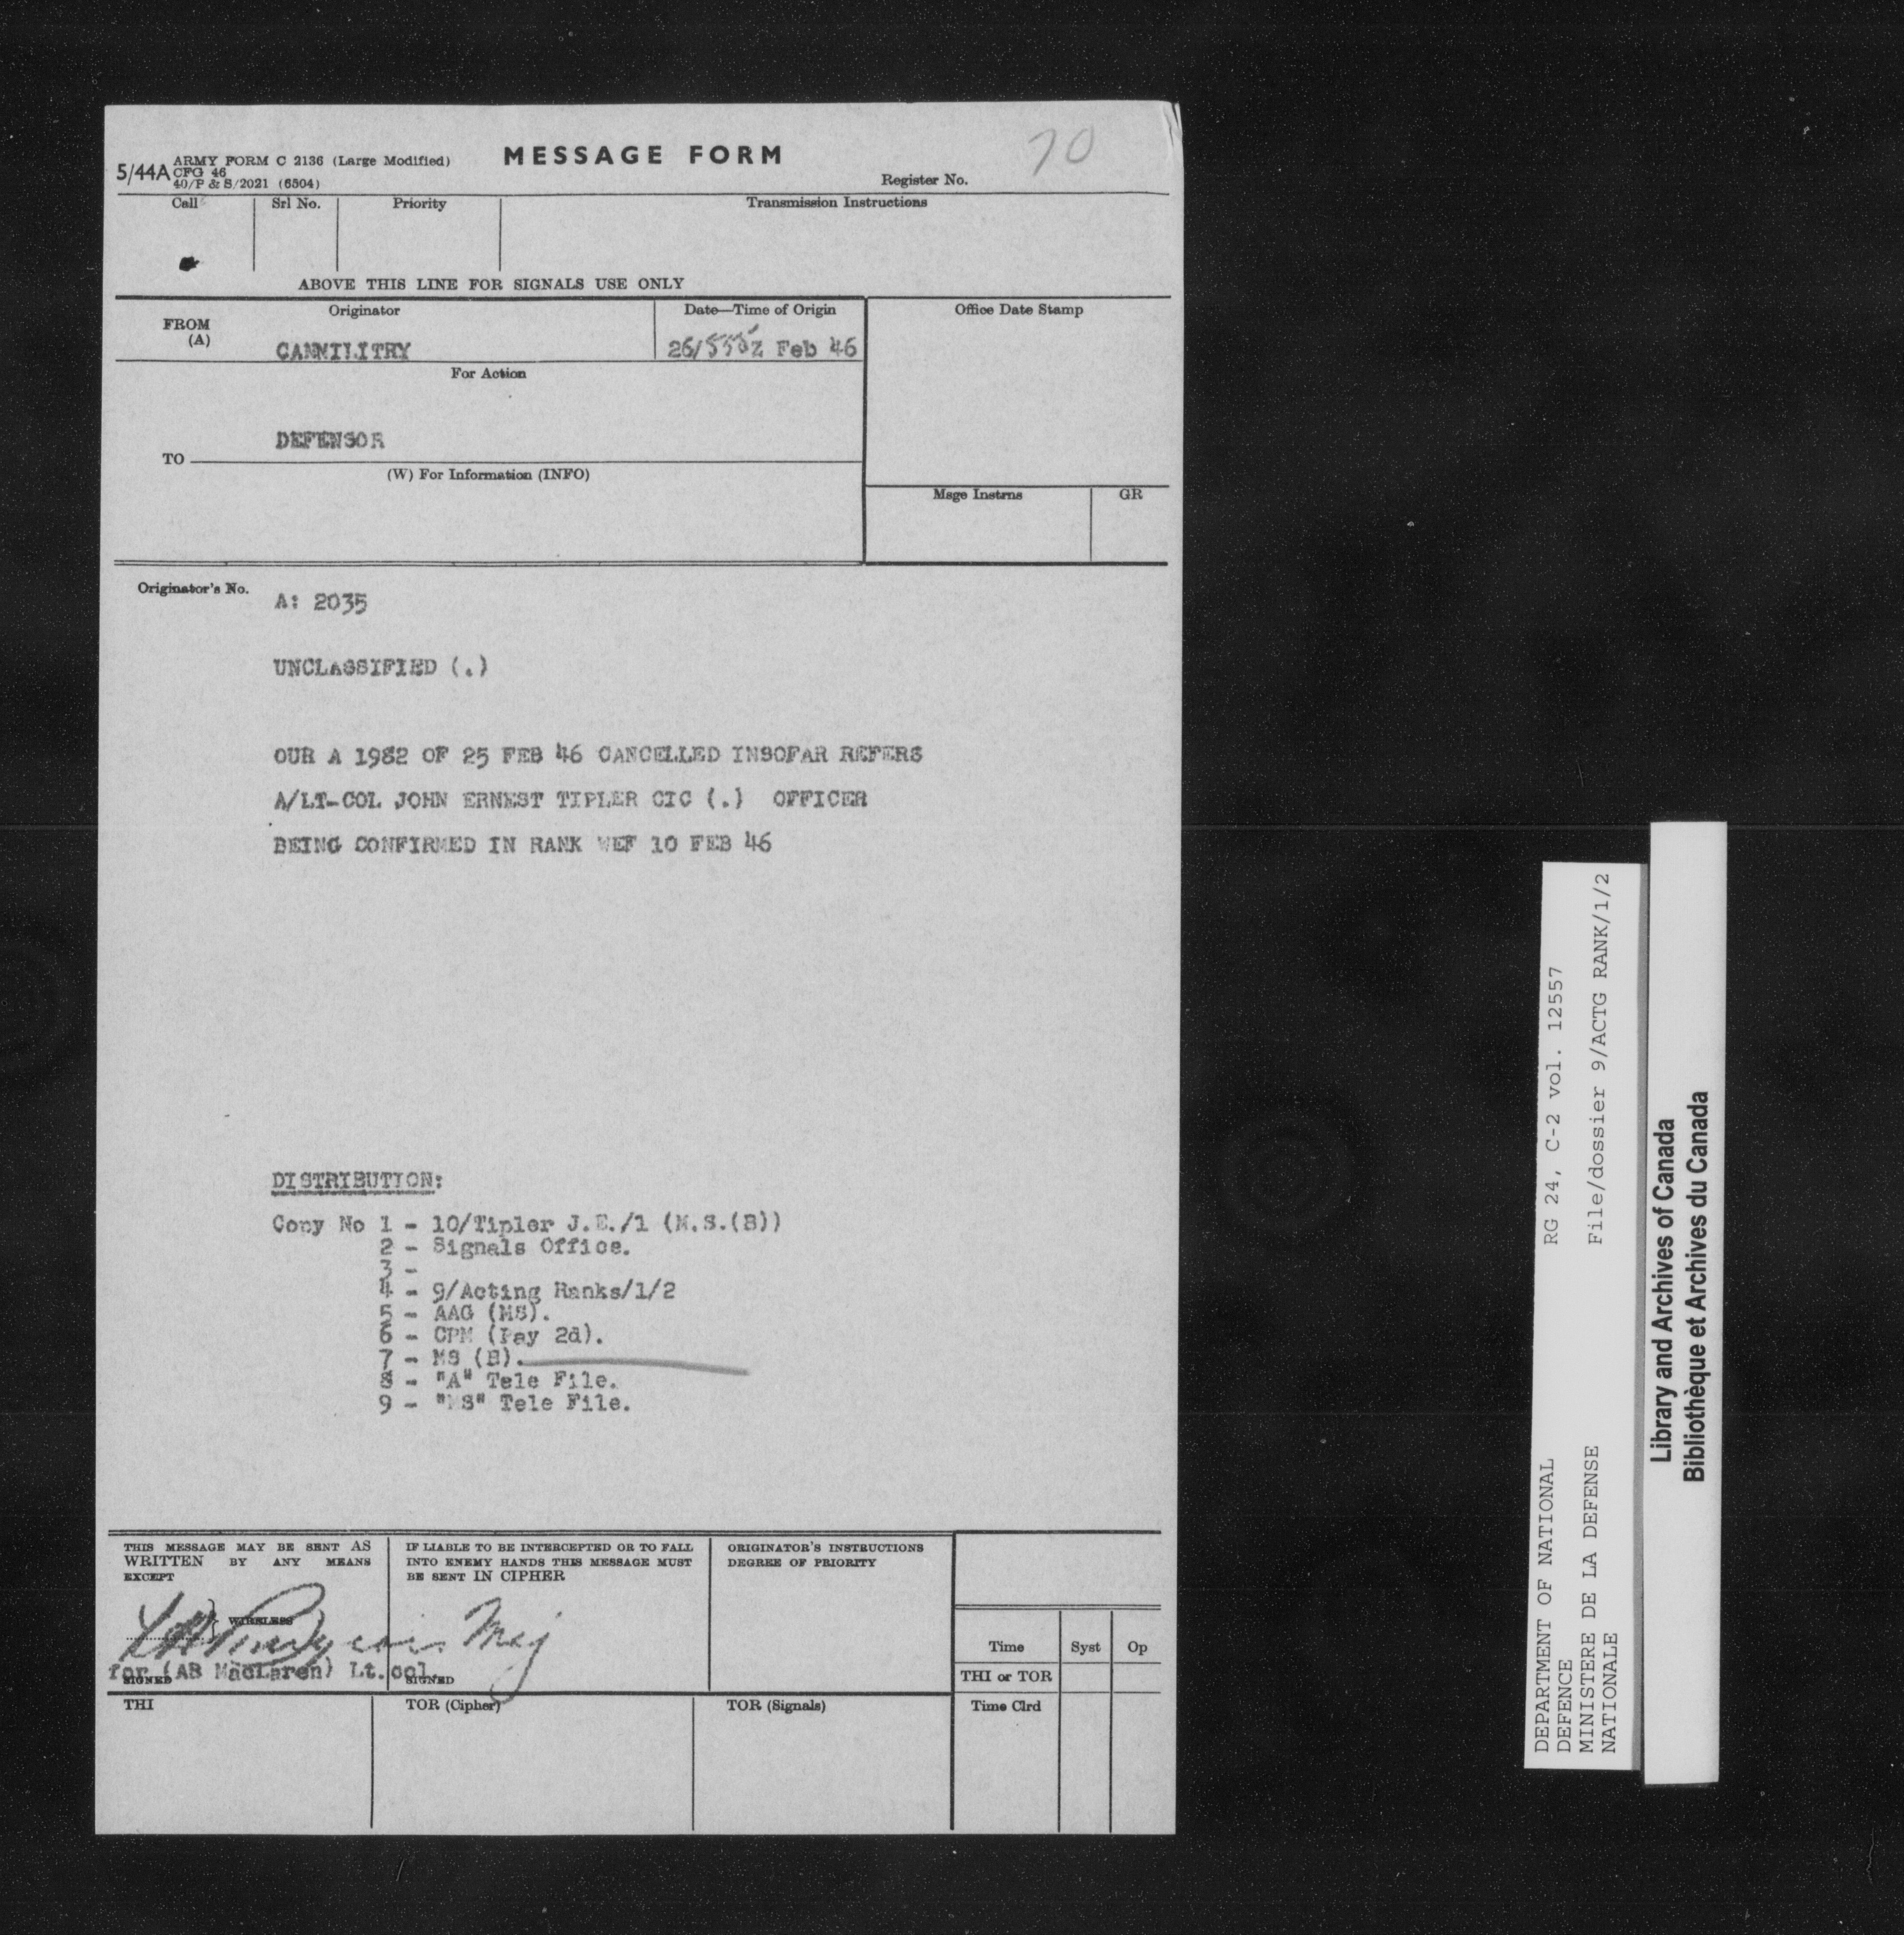 70
5/44A
ARMY FORM C 2136 (Large Modified)
CFG 46
40/P & S/2021 (6504)
MESSAGE FORM
Register No.
Call
Srl No.
Priority
Transmission Instructions
ABOVE THIS LINE FOR SIGNALS USE ONLY
FROM
(A)
Originator
CANMILITRY
Date—Time of Origin
26/1555Z Feb 46
Office Date Stamp
For Action
DEFENSOR
TO
(W) For Information (INFO)
Msge Instrns
GR
Originator's No.
A: 2035
UNCLASSIFIED (.)
OUR A 1982 OF 25 FEB 46 CANCELLED INSOFAR REFERS
A/LT-COL JOHN ERNEST TIPLER CIC (.) OFFICER
BEING CONFIRMED IN RANK WEF 10 FEB 46
DISTRIBUTION:
Copy No 1 - 10/Tipler J.E./1 (M.S.(B))
2 - Signals Office.
3 -
4 - 9/Acting Ranks/1/2
5 - AAG (MS).
6 - CPM (Pay 2d).
7 - MS (B).
8 - "A" Tele File.
9 - "MS" Tele File.
THIS MESSAGE MAY BE SENT AS
WRITTEN BY ANY MEANS
EXCEPT
WIRELESS
for (AB MacLaren) Lt.col.
SIGNED
IF LIABLE TO BE INTERCEPTED OR TO FALL
INTO ENEMY HANDS THIS MESSAGE MUST
BE SENT IN CIPHER
Maj
SIGNED
ORIGINATOR'S INSTRUCTIONS
DEGREE OF PRIORITY
Time
Syst
Op
THI or TOR
Time Clrd
THI
TOR (Cipher)
TOR (Signals)
DEPARTMENT OF NATIONAL
DEFENCE
MINISTERE DE LA DEFENSE
NATIONALE
RG 24, C-2 vol. 12557
File/dossier 9/ACTG RANK/1/2
Library and Archives of Canada
Bibliothèque et Archives du Canada